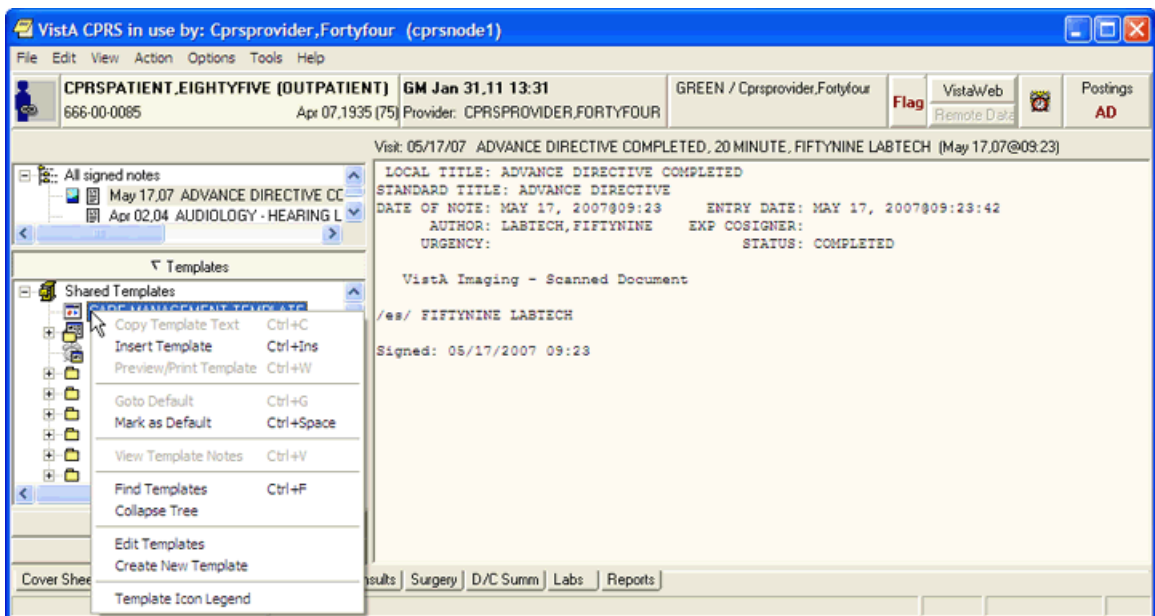 VistA CPRS in use by: Cprsprovider,Fortyfour (cprsnode1)
File Edit View Action Options Tools Help
CPRSPATIENT,EIGHTYFIVE (OUTPATIENT) GM Jan 31,11 13:31 GREEN / Cprsprovider,Fortyfour Flag VistaWeb Postings
666-00-0085 Apr 07,1935 (75) Provider: CPRSPROVIDER,FORTYFOUR Remote Data AD
Visit: 05/17/07 ADVANCE DIRECTIVE COMPLETED, 20 MINUTE, FIFTYNINE LABTECH (May 17,07@09:23)
All signed notes
May 17,07 ADVANCE DIRECTIVE CC
Apr 02,04 AUDIOLOGY - HEARING L
Templates
Shared Templates
CARE MANAGEMENT TEMPLATE
Copy Template Text Ctrl+C
Insert Template Ctrl+Ins
Preview/Print Template Ctrl+W
Goto Default Ctrl+G
Mark as Default Ctrl+Space
View Template Notes Ctrl+V
Find Templates Ctrl+F
Collapse Tree
Edit Templates
Create New Template
Template Icon Legend
LOCAL TITLE: ADVANCE DIRECTIVE COMPLETED
STANDARD TITLE: ADVANCE DIRECTIVE
DATE OF NOTE: MAY 17, 2007@09:23 ENTRY DATE: MAY 17, 2007@09:23:42
AUTHOR: LABTECH,FIFTYNINE EXP COSIGNER:
URGENCY: STATUS: COMPLETED
VistA Imaging - Scanned Document
/es/ FIFTYNINE LABTECH
Signed: 05/17/2007 09:23
Cover Shee nsults Surgery D/C Summ Labs Reports